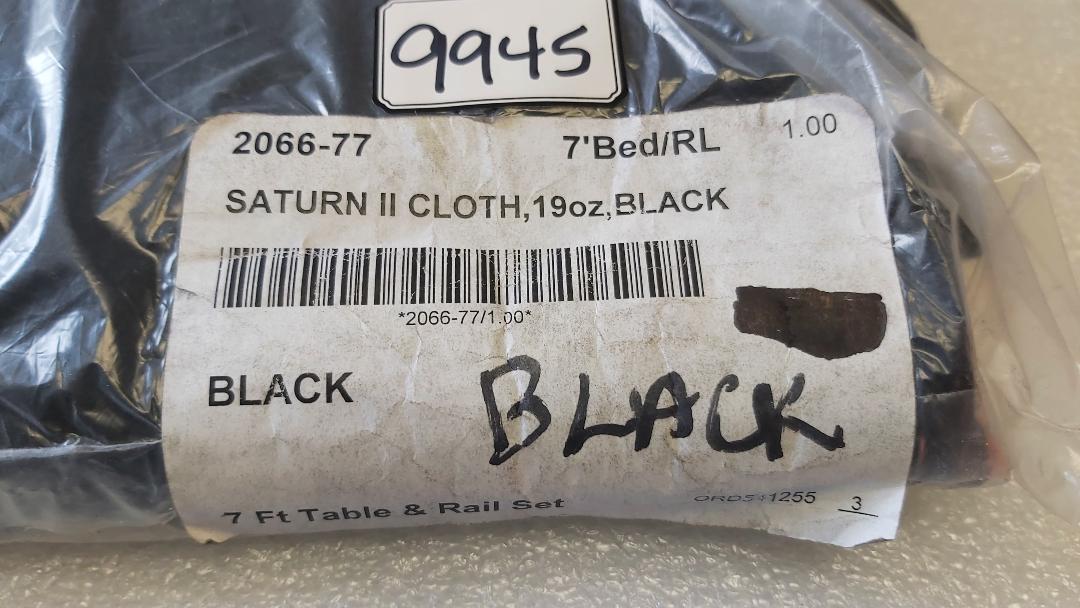 9945
2066-77 7'Bed/RL 1.00
SATURN II CLOTH,19oz,BLACK
*2066-77/1.00*
BLACK BLACK
7 Ft Table & Rail Set ORD541255 3